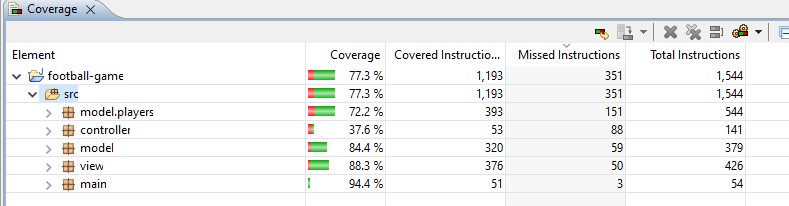 Coverage
Element Coverage Covered Instructio... Missed Instructions Total Instructions
football-game 77.3 % 1,193 351 1,544
src 77.3 % 1,193 351 1,544
model.players 72.2 % 393 151 544
controller 37.6 % 53 88 141
model 84.4 % 320 59 379
view 88.3 % 376 50 426
main 94.4 % 51 3 54